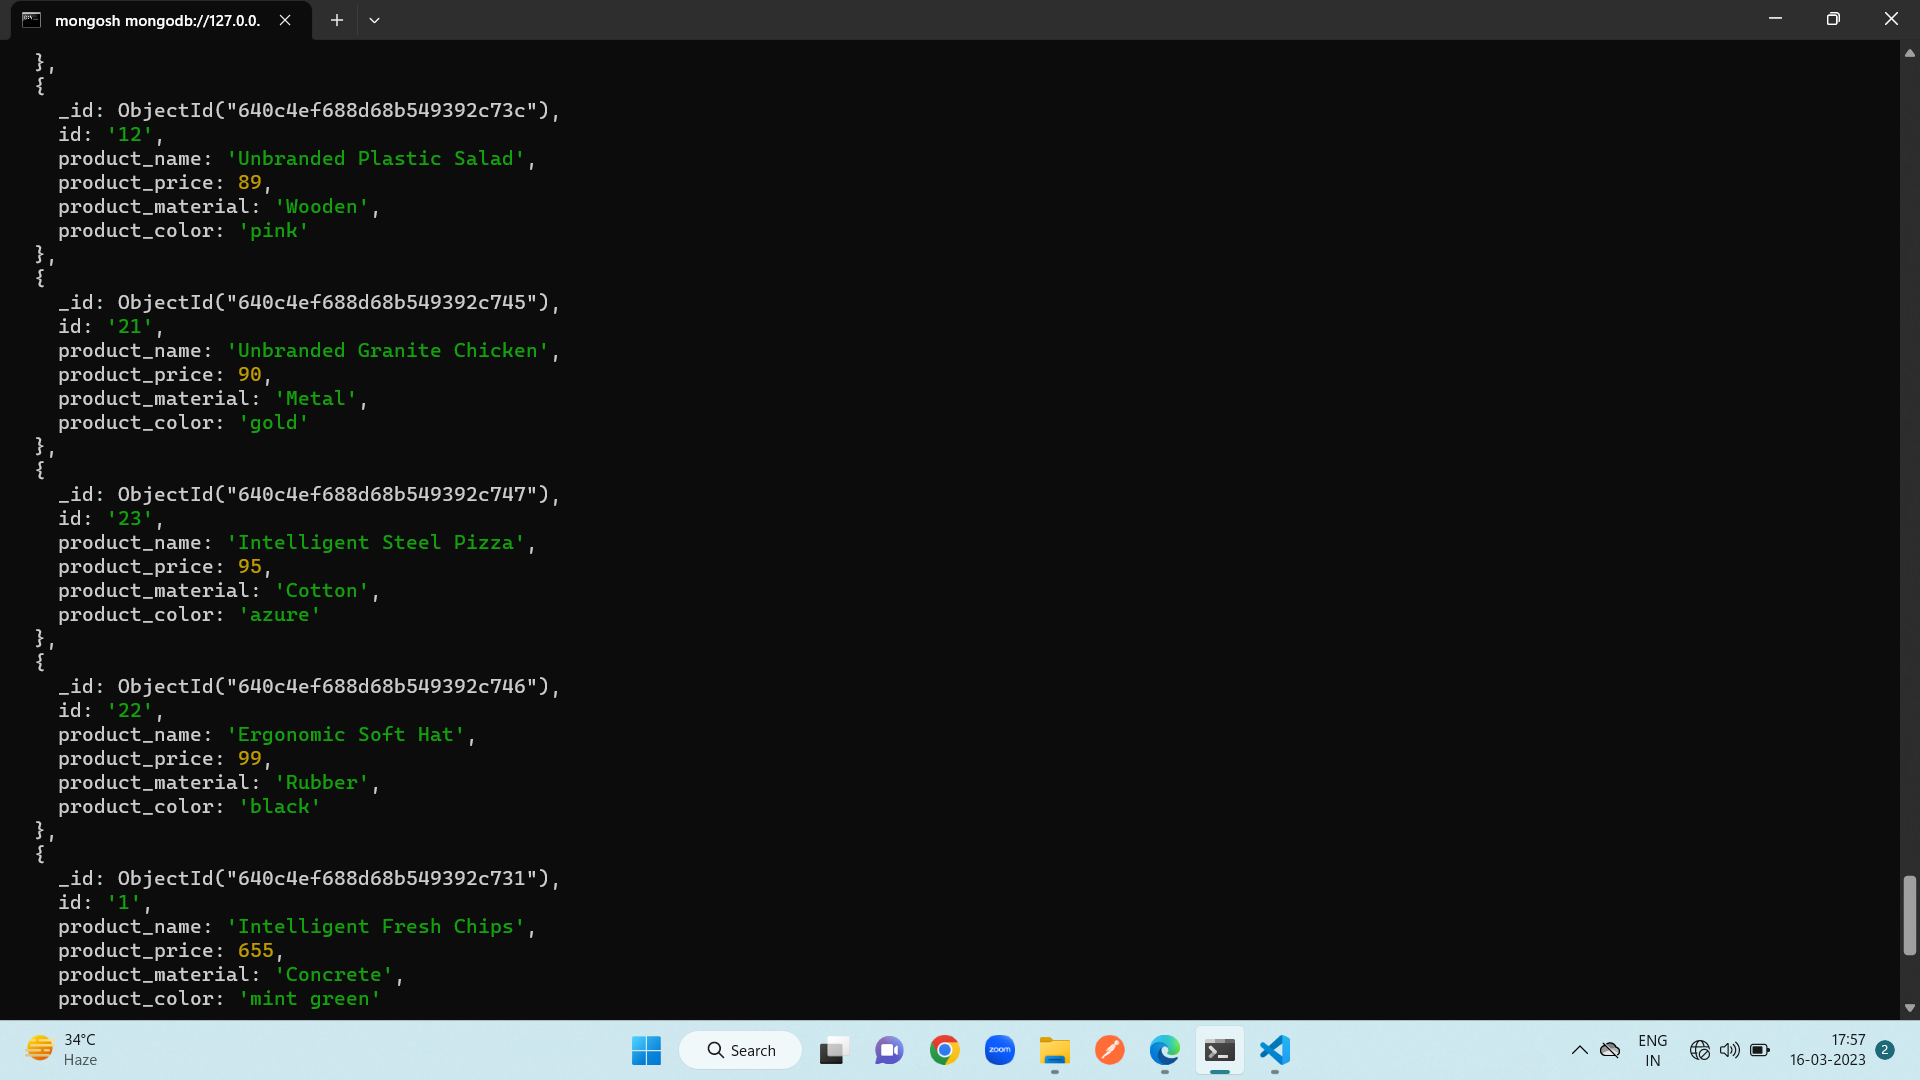 mongosh mongodb://127.0.0.
},
{
_id: ObjectId("640c4ef688d68b549392c73c"),
id: '12',
product_name: 'Unbranded Plastic Salad',
product_price: 89,
product_material: 'Wooden',
product_color: 'pink'
},
{
_id: ObjectId("640c4ef688d68b549392c745"),
id: '21',
product_name: 'Unbranded Granite Chicken',
product_price: 90,
product_material: 'Metal',
product_color: 'gold'
},
{
_id: ObjectId("640c4ef688d68b549392c747"),
id: '23',
product_name: 'Intelligent Steel Pizza',
product_price: 95,
product_material: 'Cotton',
product_color: 'azure'
},
{
_id: ObjectId("640c4ef688d68b549392c746"),
id: '22',
product_name: 'Ergonomic Soft Hat',
product_price: 99,
product_material: 'Rubber',
product_color: 'black'
},
{
_id: ObjectId("640c4ef688d68b549392c731"),
id: '1',
product_name: 'Intelligent Fresh Chips',
product_price: 655,
product_material: 'Concrete',
product_color: 'mint green'
34°C
Haze
Search
zoom
ENG
IN
17:57
16-03-2023
2